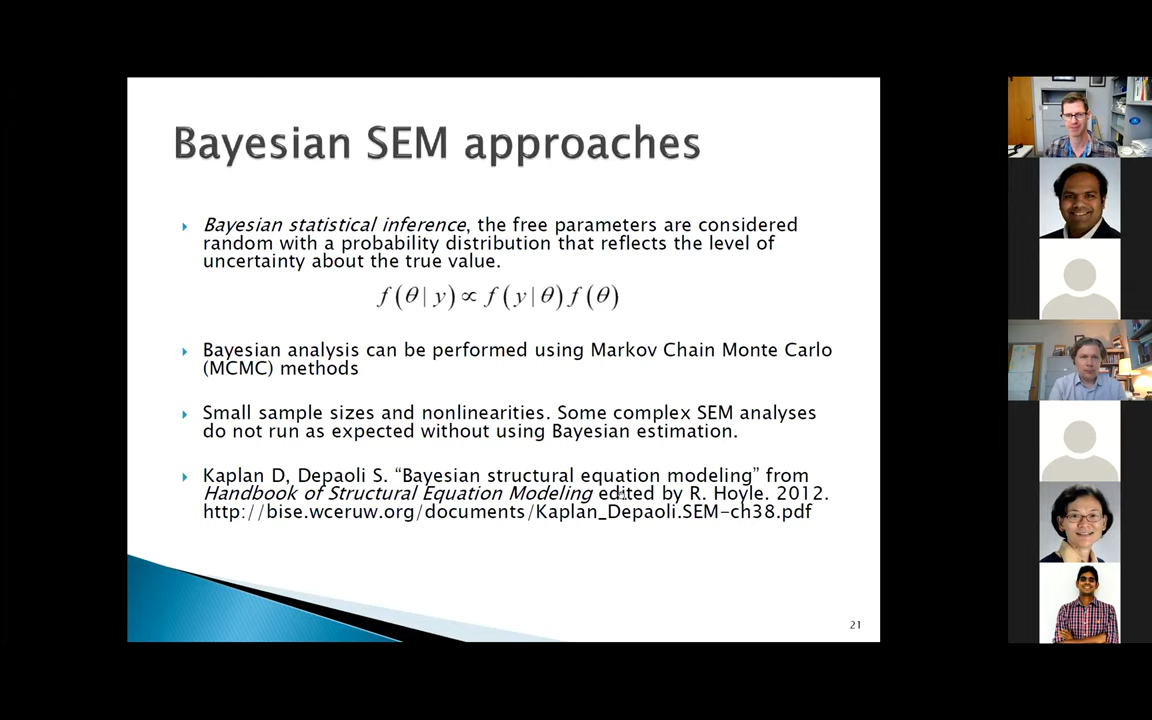 Bayesian SEM approaches
Bayesian statistical inference, the free parameters are considered
random with a probability distribution that reflects the level of
uncertainty about the true value.
f(θ|y)∝f(y|θ)f(θ)
Bayesian analysis can be performed using Markov Chain Monte Carlo
(MCMC) methods
Small sample sizes and nonlinearities. Some complex SEM analyses
do not run as expected without using Bayesian estimation.
Kaplan D, Depaoli S. “Bayesian structural equation modeling” from
Handbook of Structural Equation Modeling edited by R. Hoyle. 2012.
http://bise.wceruw.org/documents/Kaplan_Depaoli.SEM-ch38.pdf
21